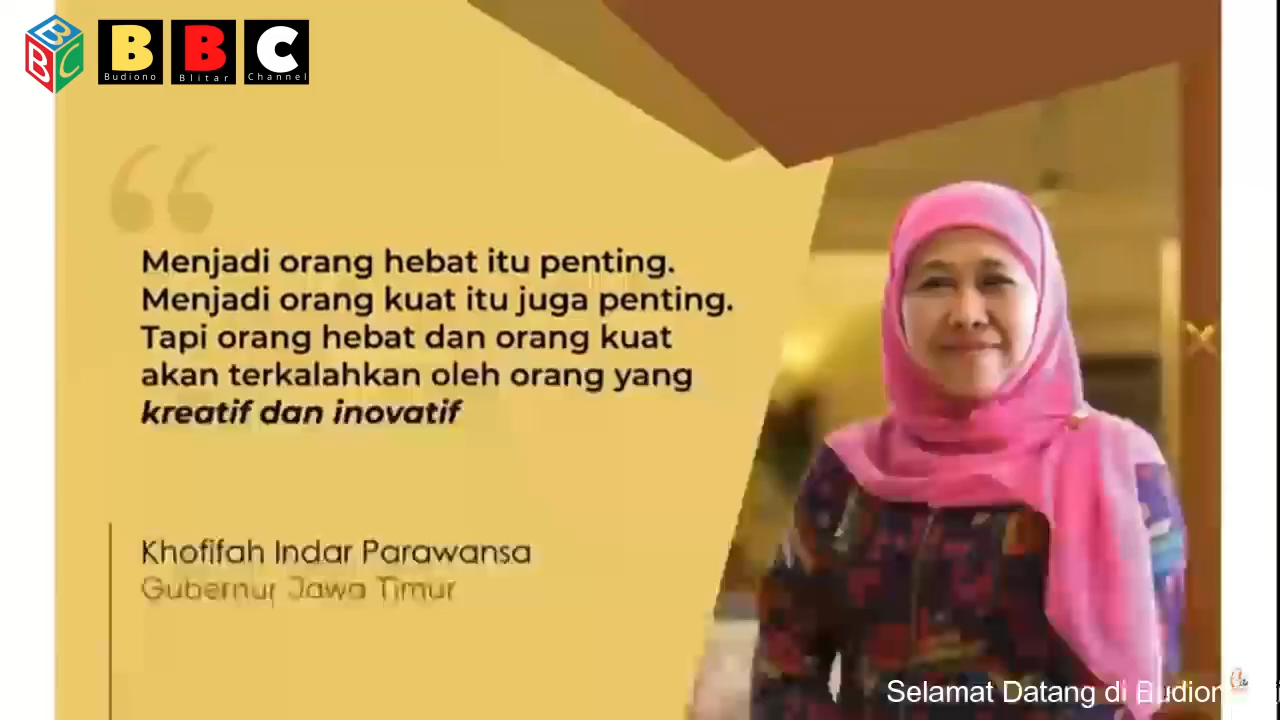 B B C
B B C
Budiono Blitar Channel
Menjadi orang hebat itu penting.
Menjadi orang kuat itu juga penting.
Tapi orang hebat dan orang kuat
akan terkalahkan oleh orang yang
kreatif dan inovatif
Khofifah Indar Parawansa
Gubernur Jawa Timur
Selamat Datang di Budion